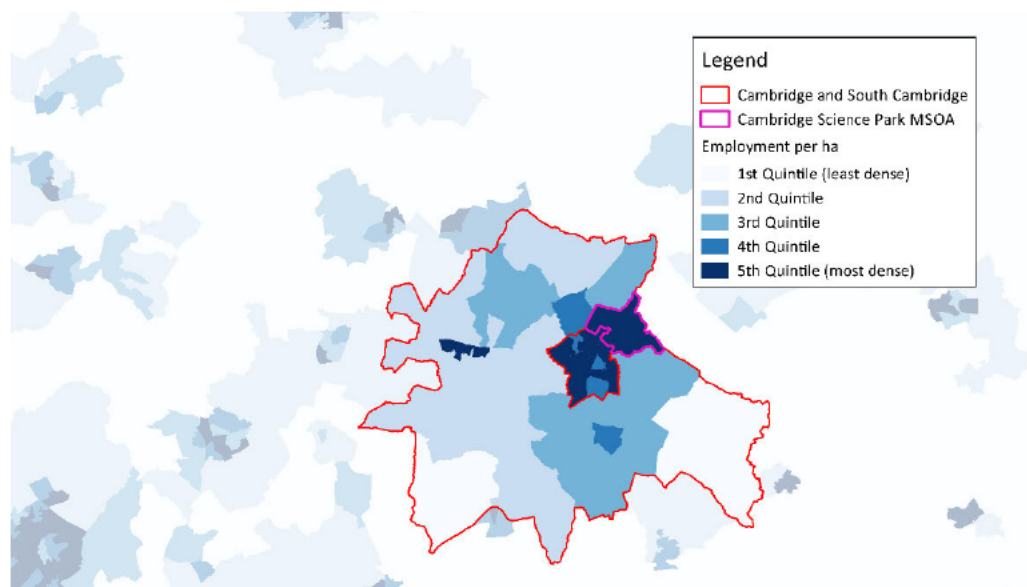 Legend
Cambridge and South Cambridge
Cambridge Science Park MSOA
Employment per ha
1st Quintile (least dense)
2nd Quintile
3rd Quintile
4th Quintile
5th Quintile (most dense)